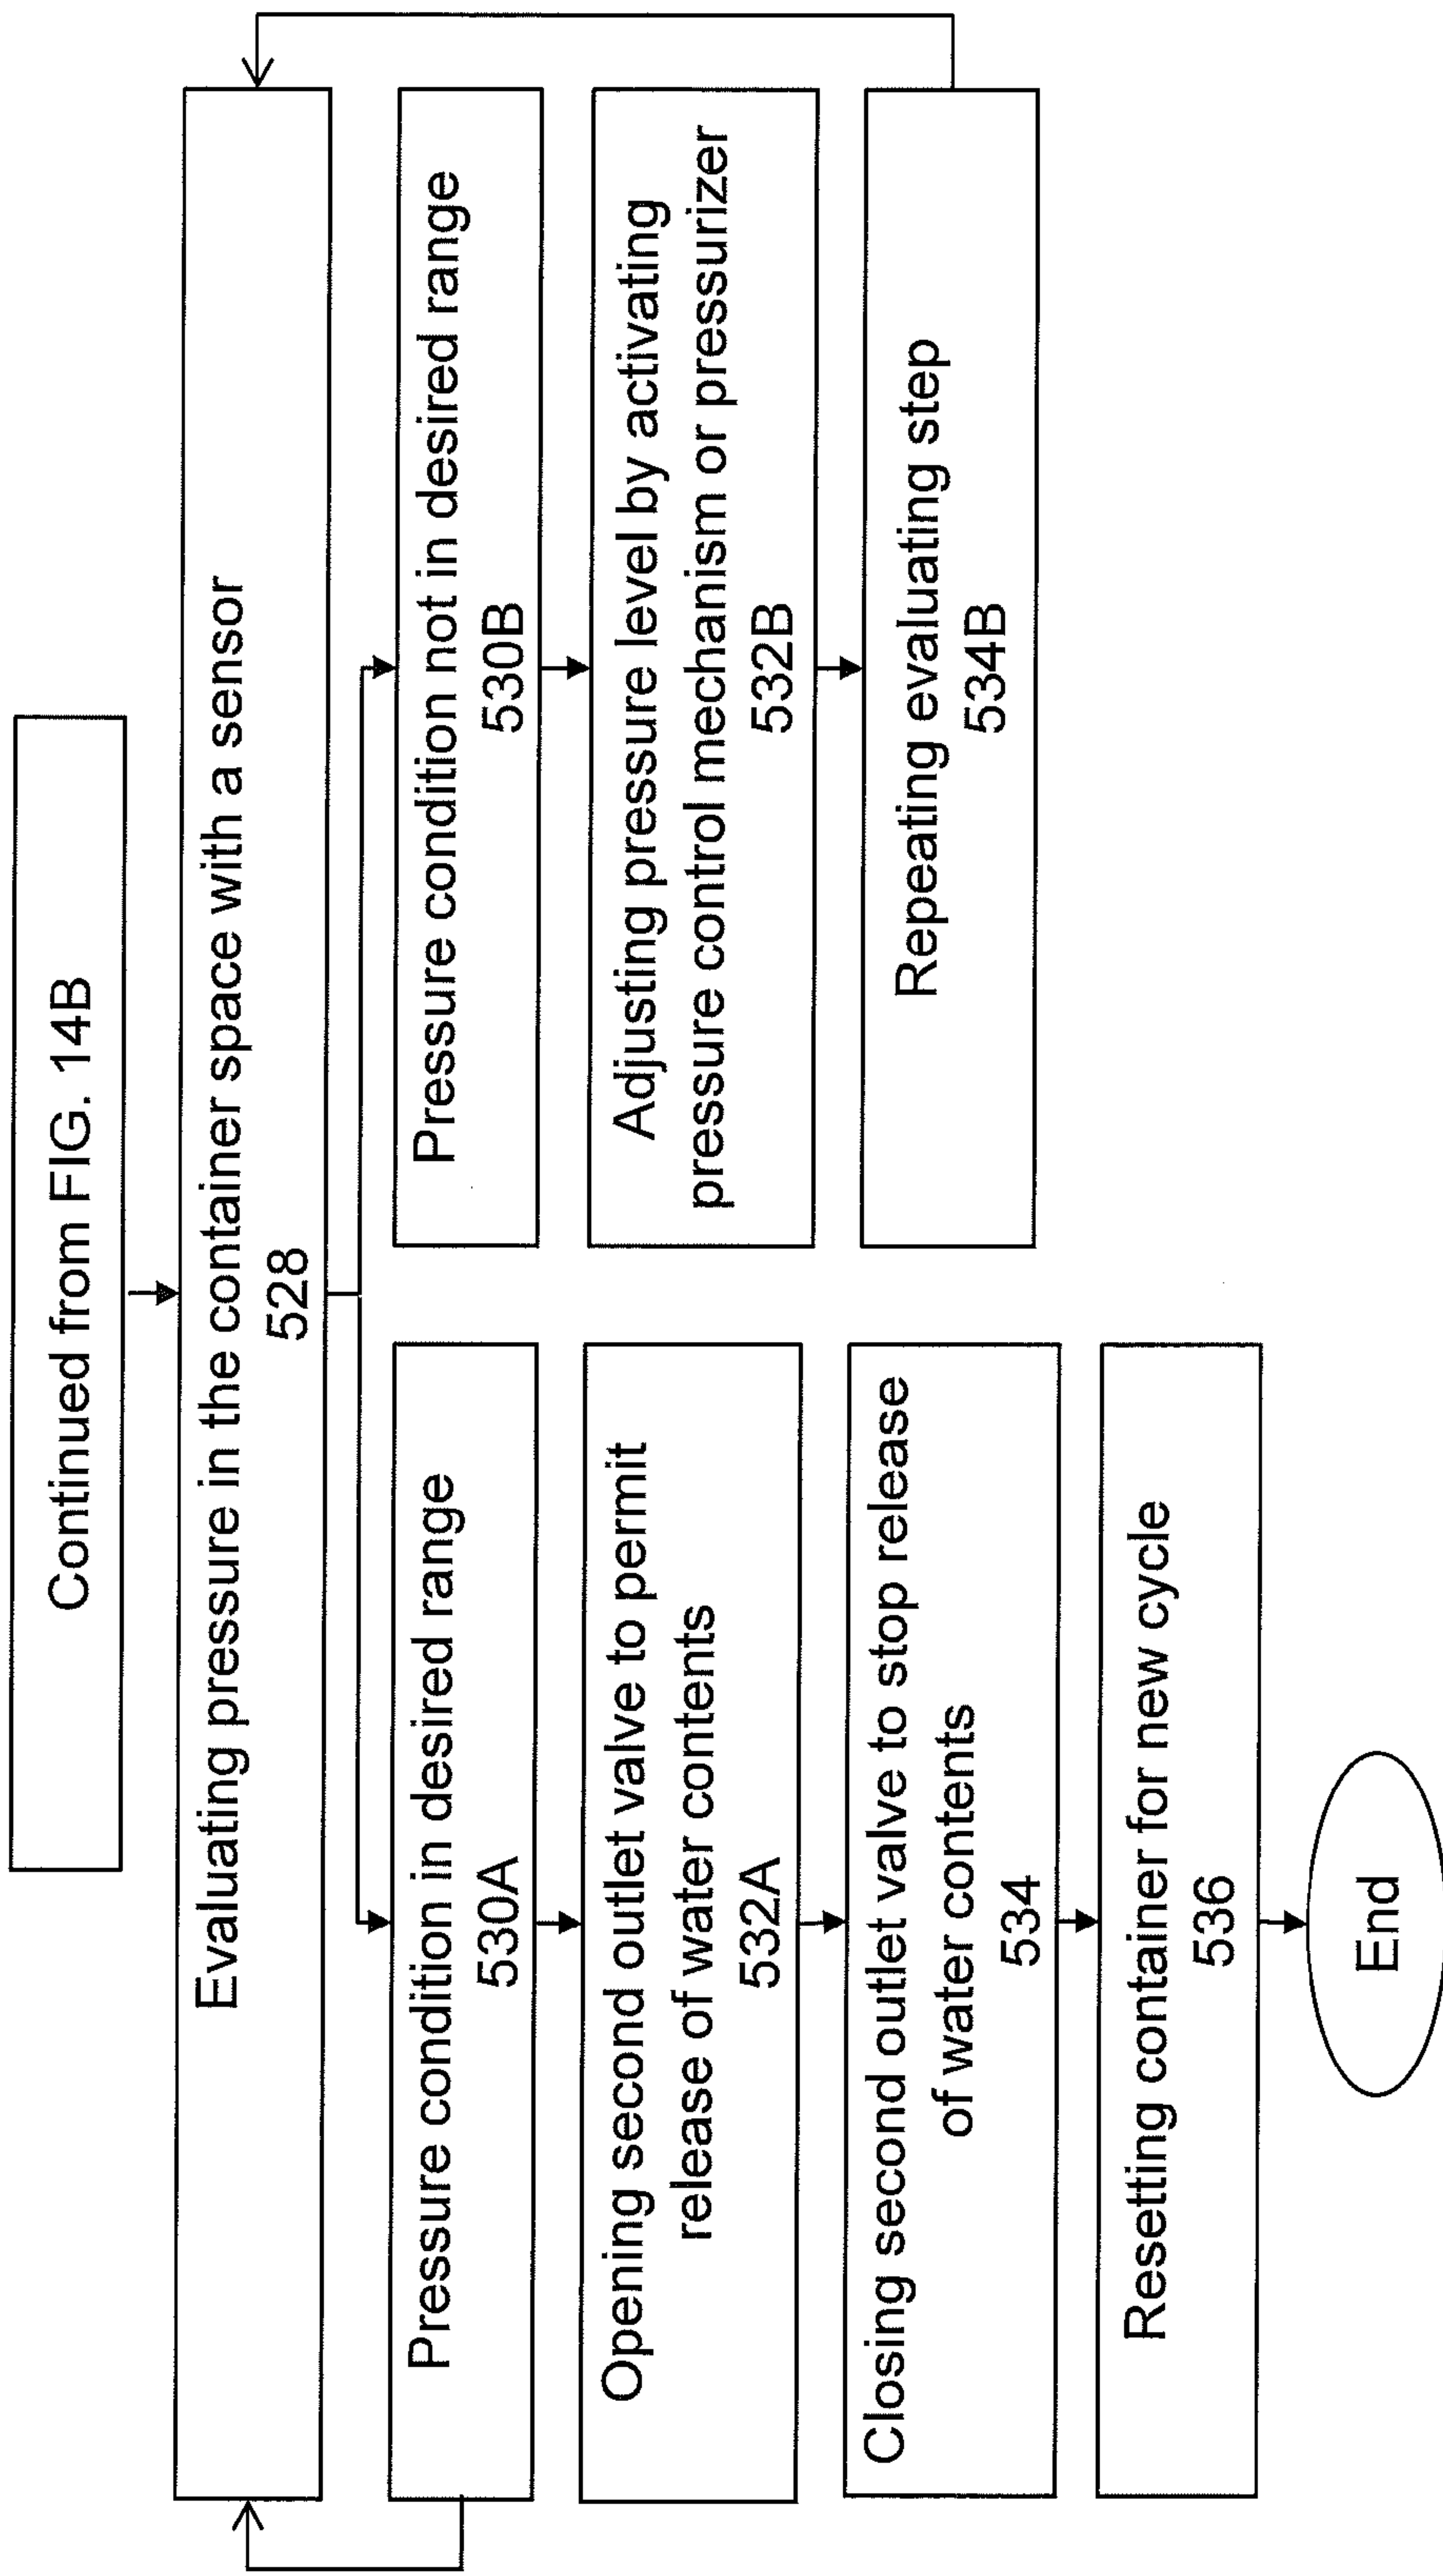 Continued from FIG. 14B
Evaluating pressure in the container space with a sensor
528
Pressure condition in desired range
530A
Opening second outlet valve to permit
release of water contents
532A
Closing second outlet valve to stop release
of water contents
534
Resetting container for new cycle
536
End
Pressure condition not in desired range
530B
Adjusting pressure level by activating
pressure control mechanism or pressurizer
532B
Repeating evaluating step
534B